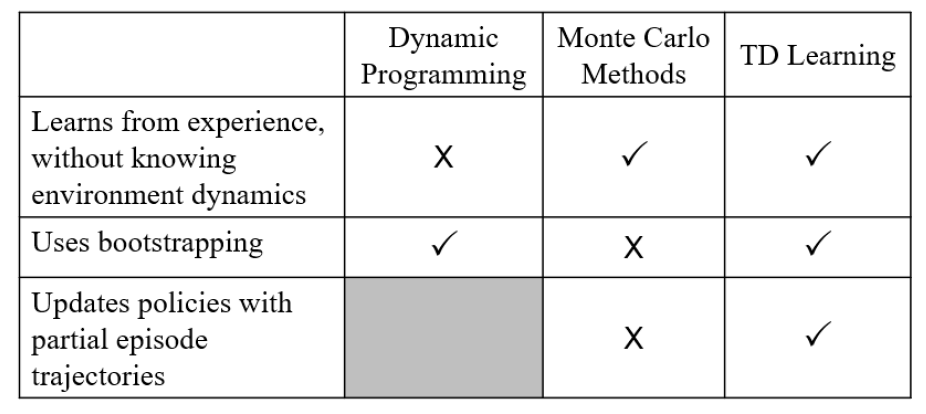 Dynamic
Programming
Monte Carlo
Methods
TD Learning
Learns from experience,
without knowing
environment dynamics
X
✓
✓
Uses bootstrapping
✓
X
✓
Updates policies with
partial episode
trajectories
X
✓